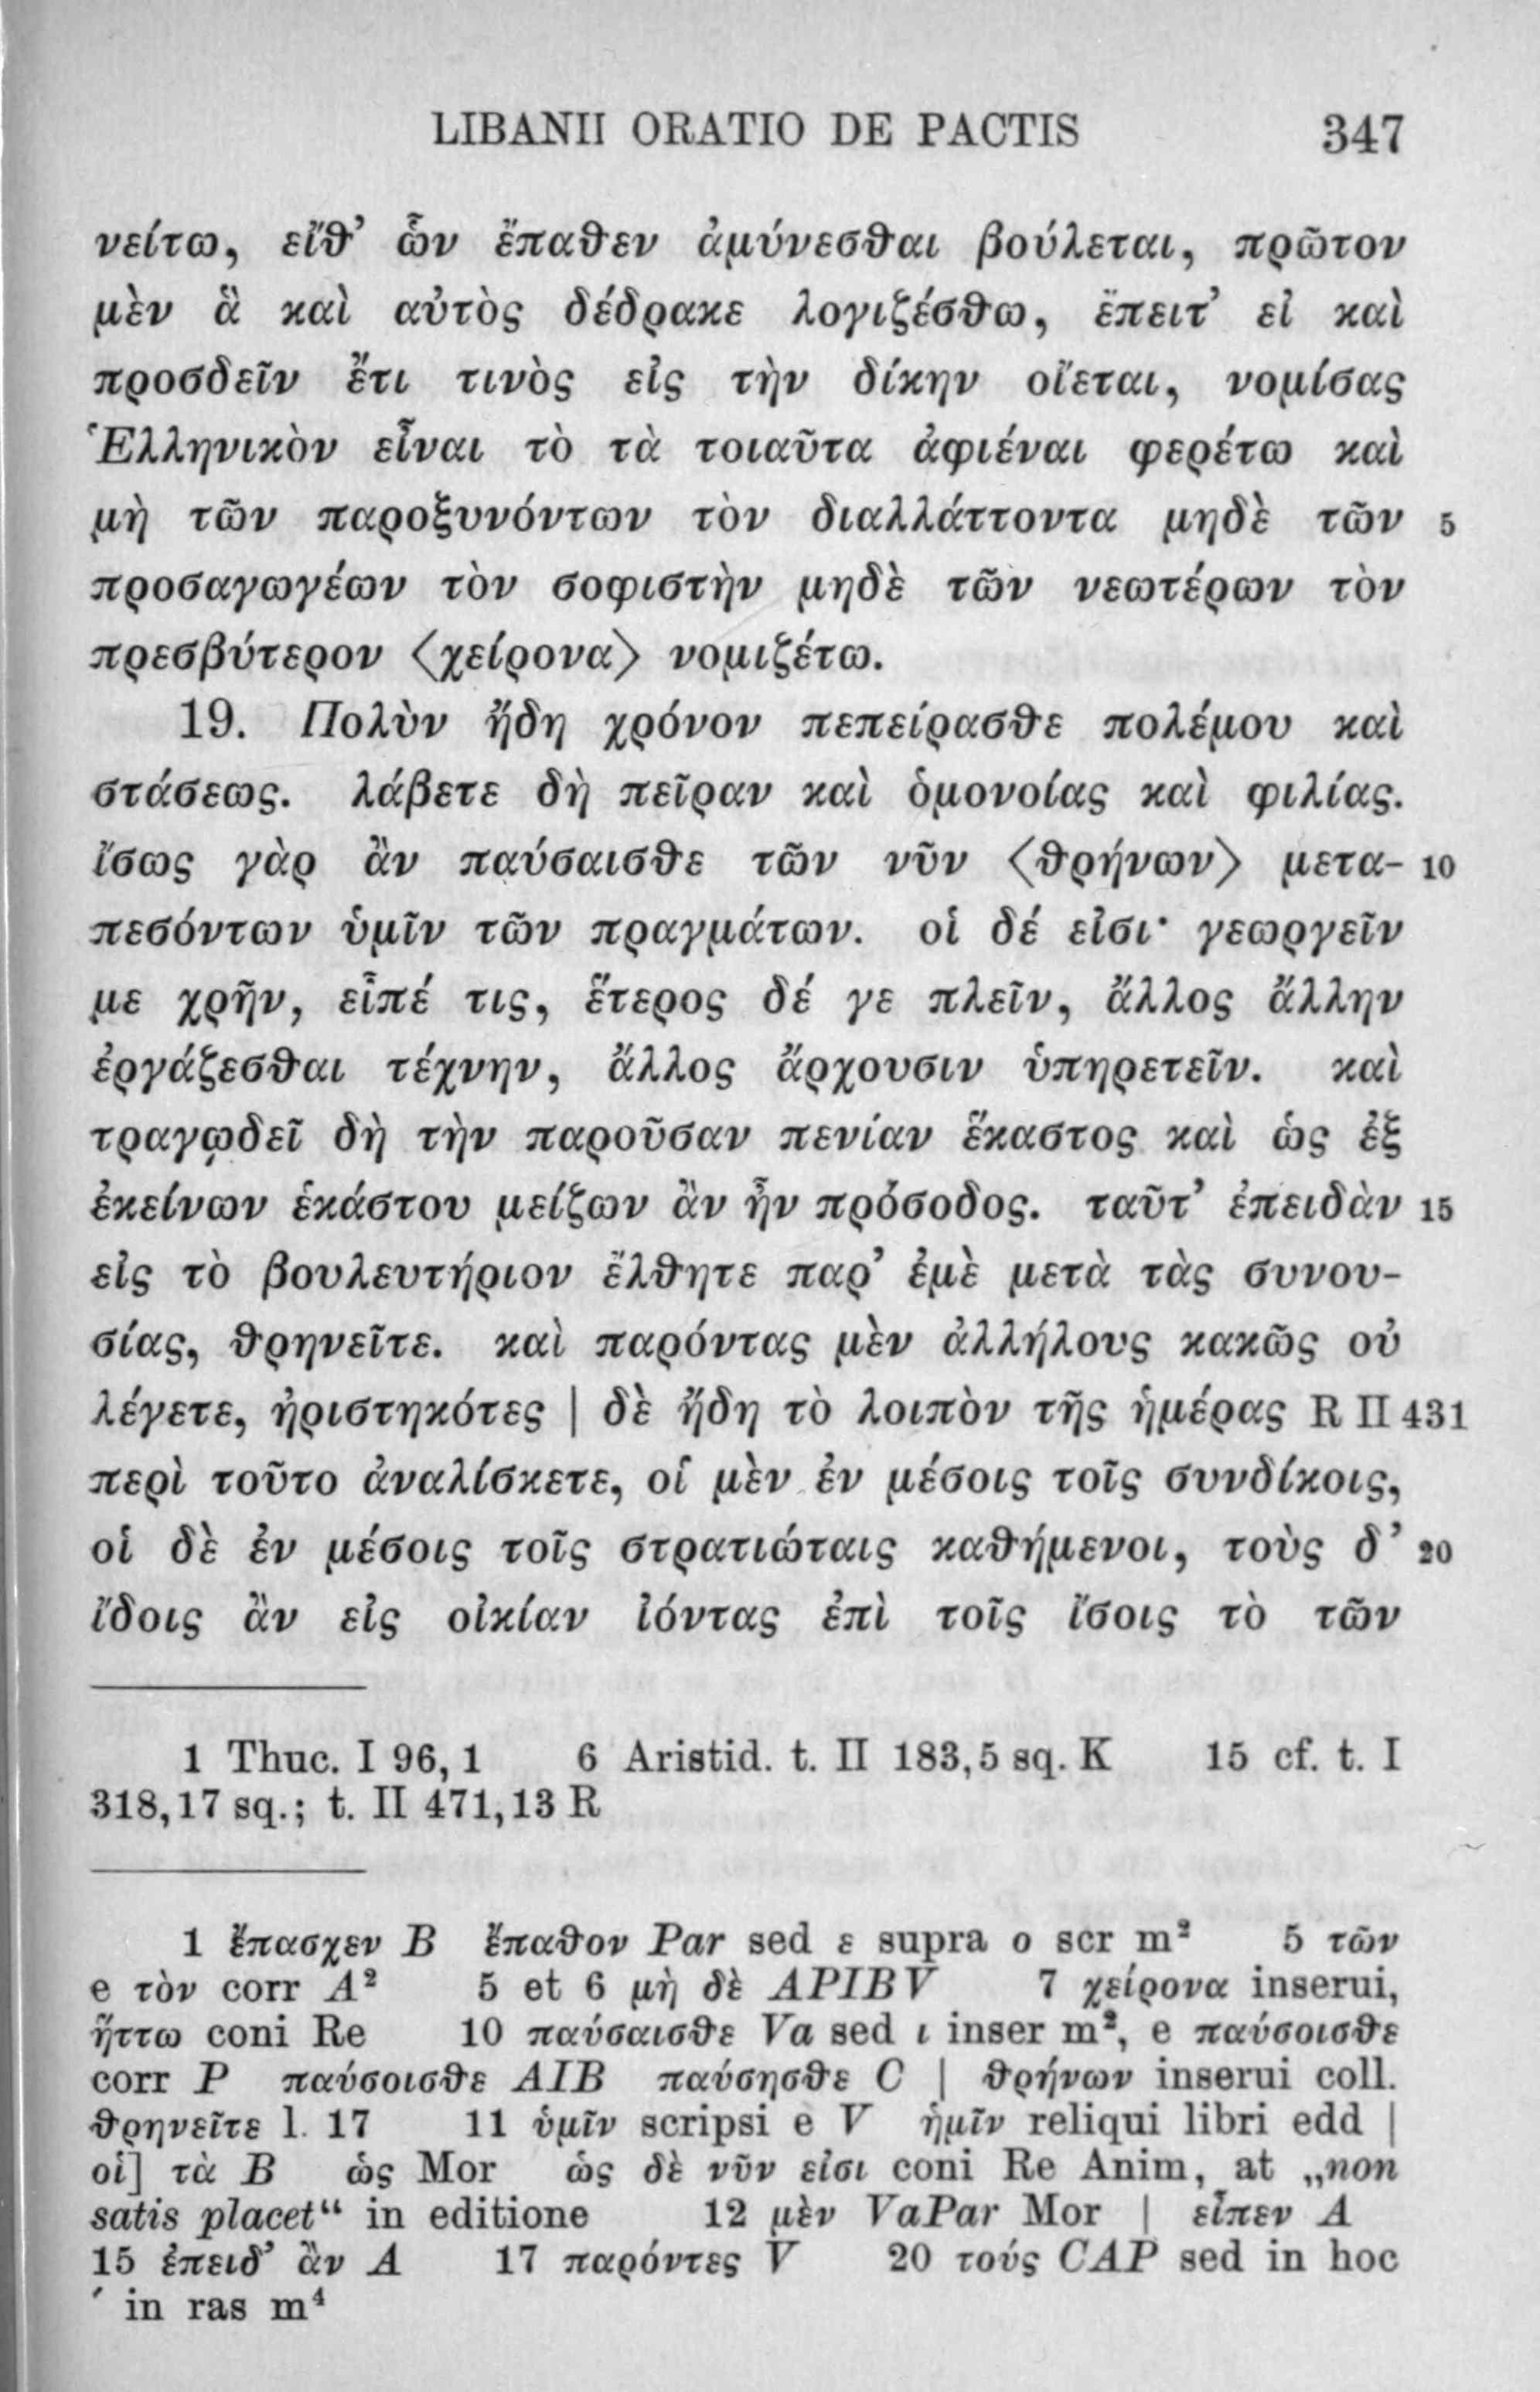 LIBANII ORATIO DE PACTIS 347
νείτω, εἴθ’ ὧν ἔπαθεν ἀμύνεσθαι βούλεται, πρῶτον
μὲν ἃ καὶ αὐτὸς δέδρακε λογιζέσθω, ἔπειτ’ εἰ καὶ
προσδεῖν ἔτι τινὸς εἰς τὴν δίκην οἴεται, νομίσας
Ἑλληνικὸν εἶναι τὸ τὰ τοιαῦτα ἀφιέναι φερέτω καὶ
μὴ τῶν παροξυνόντων τὸν διαλλάττοντα μηδὲ τῶν 5
προσαγωγέων τὸν σοφιστὴν μηδὲ τῶν νεωτέρων τὸν
πρεσβύτερον ⟨χείρονα⟩ νομιζέτω.
19. Πολὺν ἤδη χρόνον πεπείρασθε πολέμου καὶ
στάσεως. λάβετε δὴ πεῖραν καὶ ὁμονοίας καὶ φιλίας.
ἴσως γὰρ ἂν παύσαισθε τῶν νῦν ⟨θρήνων⟩ μετα- 10
πεσόντων ὑμῖν τῶν πραγμάτων. οἱ δέ εἰσι· γεωργεῖν
με χρῆν, εἶπέ τις, ἕτερος δέ γε πλεῖν, ἄλλος ἄλλην
ἐργάζεσθαι τέχνην, ἄλλος ἄρχουσιν ὑπηρετεῖν. καὶ
τραγῳδεῖ δὴ τὴν παροῦσαν πενίαν ἕκαστος καὶ ὡς ἐξ
ἐκείνων ἑκάστου μείζων ἂν ἦν πρόσοδος. ταῦτ’ ἐπειδὰν 15
εἰς τὸ βουλευτήριον ἔλθητε παρ’ ἐμὲ μετὰ τὰς συνου-
σίας, θρηνεῖτε. καὶ παρόντας μὲν ἀλλήλους κακῶς οὐ
λέγετε, ἠριστηκότες | δὲ ἤδη τὸ λοιπὸν τῆς ἡμέρας R II 431
περὶ τοῦτο ἀναλίσκετε, οἱ μὲν ἐν μέσοις τοῖς συνδίκοις,
οἱ δὲ ἐν μέσοις τοῖς στρατιώταις καθήμενοι, τοὺς δ’ 20
ἴδοις ἂν εἰς οἰκίαν ἰόντας ἐπὶ τοῖς ἴσοις τὸ τῶν
1 Thuc. I 96, 1 6 Aristid. t. II 183, 5 sq. K 15 cf. t. I
318, 17 sq.; t. II 471, 13 R
1 ἔπασχεν B ἔπαθον Par sed ε supra ο scr m² 5 τῶν
e τὸν corr A² 5 et 6 μὴ δὲ APIBV 7 χείρονα inserui,
ἥττω coni Re 10 παύσαισθε Va sed ι inser m², e παύσοισθε
corr P παύσοισθε AIB παύσησθε C | θρήνων inserui coll.
θρηνεῖτε l. 17 11 ὑμῖν scripsi e V ἡμῖν reliqui libri edd |
οἱ] τὰ B ὡς Mor ὡς δὲ νῦν εἰσι coni Re Anim, at „non
satis placet“ in editione 12 μὲν VaPar Mor | εἶπεν A
15 ἐπειδ’ ἂν A 17 παρόντες V 20 τούς CAP sed in hoc
´ in ras m⁴